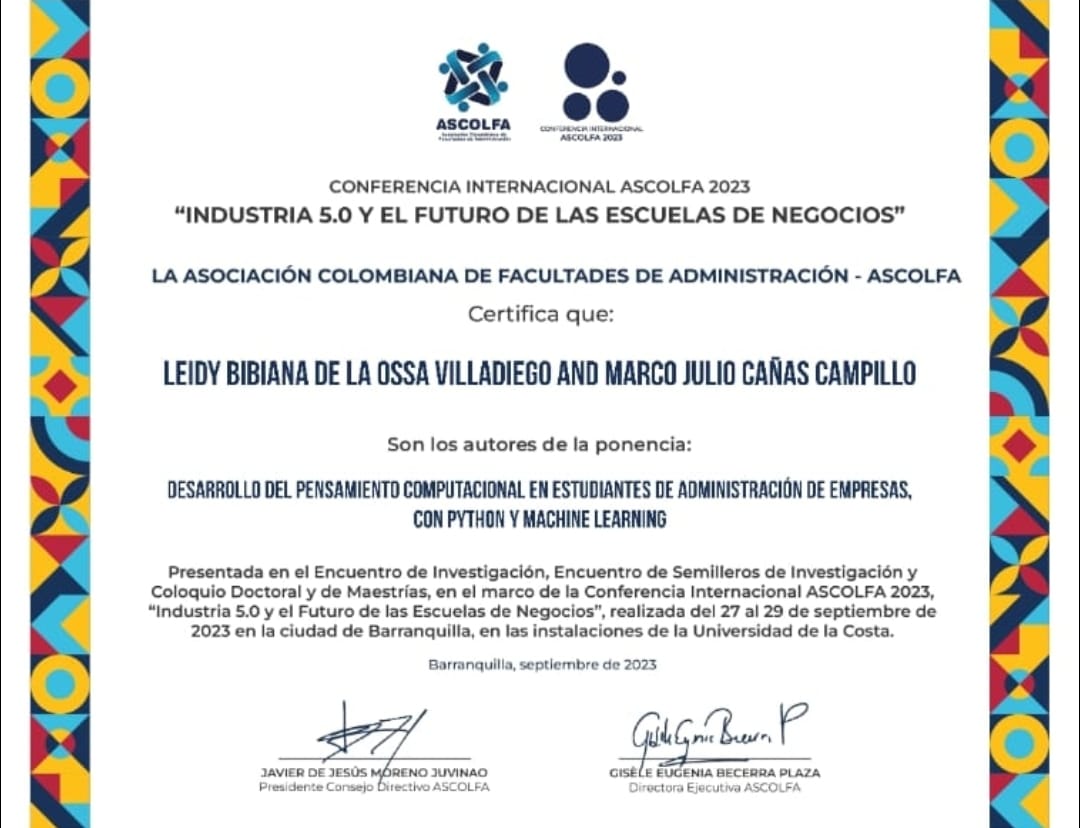 ASCOLFA
Asociación Colombiana de
Facultades de Administración
CONFERENCIA INTERNACIONAL
ASCOLFA 2023
CONFERENCIA INTERNACIONAL ASCOLFA 2023
“INDUSTRIA 5.0 Y EL FUTURO DE LAS ESCUELAS DE NEGOCIOS”
LA ASOCIACIÓN COLOMBIANA DE FACULTADES DE ADMINISTRACIÓN - ASCOLFA
Certifica que:
LEIDY BIBIANA DE LA OSSA VILLADIEGO AND MARCO JULIO CAÑAS CAMPILLO
Son los autores de la ponencia:
DESARROLLO DEL PENSAMIENTO COMPUTACIONAL EN ESTUDIANTES DE ADMINISTRACIÓN DE EMPRESAS,
CON PYTHON Y MACHINE LEARNING
Presentada en el Encuentro de Investigación, Encuentro de Semilleros de Investigación y
Coloquio Doctoral y de Maestrías, en el marco de la Conferencia Internacional ASCOLFA 2023,
“Industria 5.0 y el Futuro de las Escuelas de Negocios”, realizada del 27 al 29 de septiembre de
2023 en la ciudad de Barranquilla, en las instalaciones de la Universidad de la Costa.
Barranquilla, septiembre de 2023
JAVIER DE JESÚS MORENO JUVINAO
Presidente Consejo Directivo ASCOLFA
GISÈLE EUGENIA BECERRA PLAZA
Directora Ejecutiva ASCOLFA